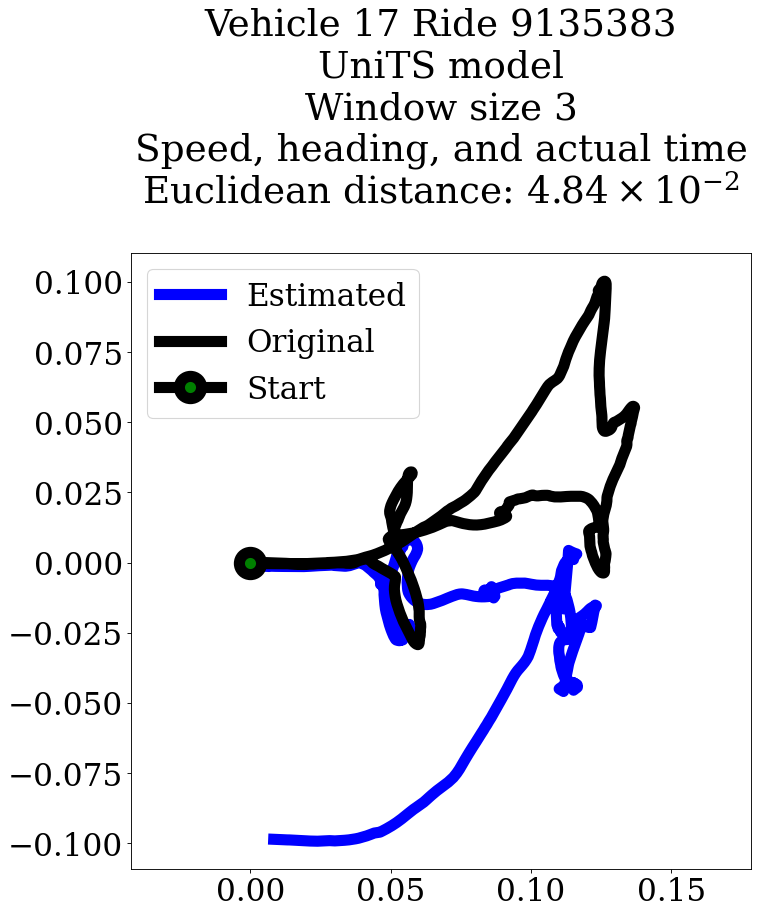 Vehicle 17 Ride 9135383
UniTS model
Window size 3
Speed, heading, and actual time
Euclidean distance: $4.84 \times 10^{-2}$
Estimated
Original
Start
0.100
0.075
0.050
0.025
0.000
−0.025
−0.050
−0.075
−0.100
0.00 0.05 0.10 0.15